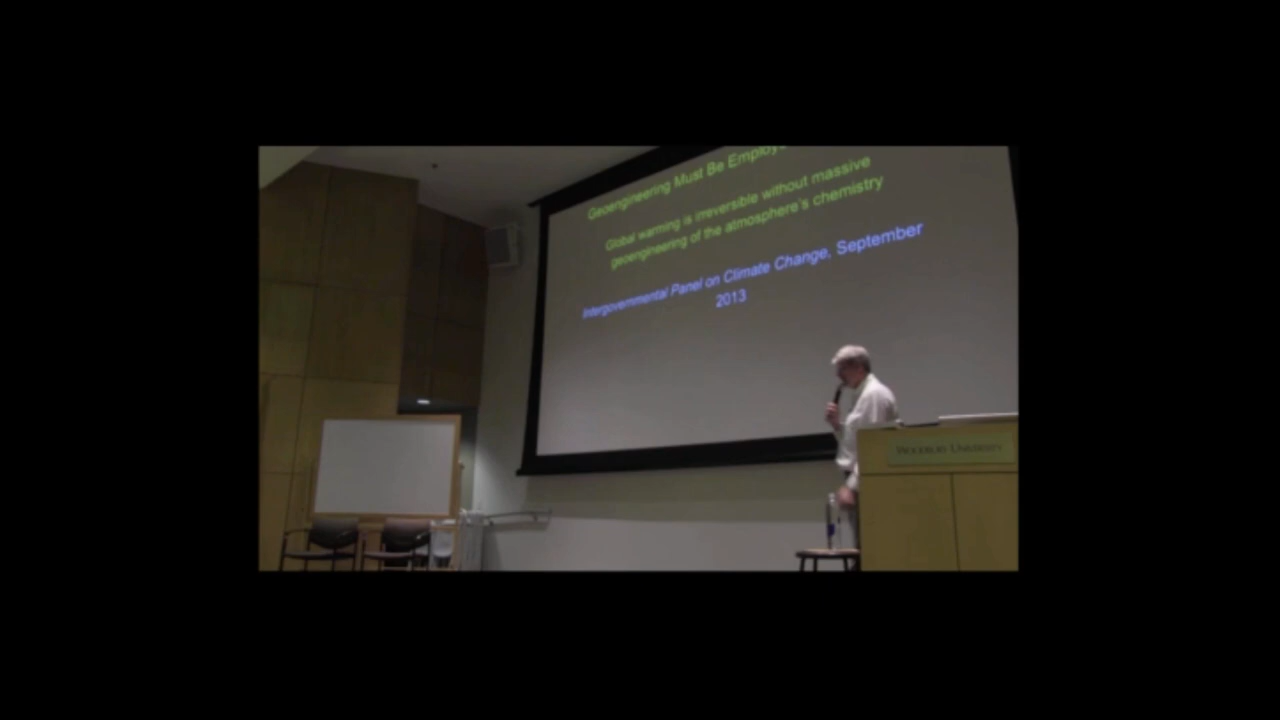 Geoengineering Must Be
Global warming is irreversible without massive
geoengineering of the atmosphere's chemistry
Intergovernmental Panel on Climate Change, September
2013
University